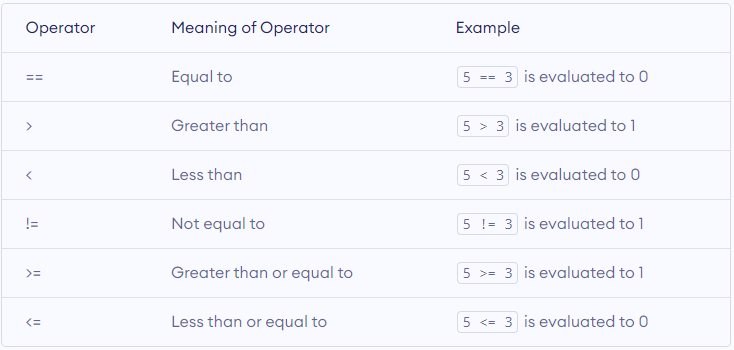 Operator Meaning of Operator Example
== Equal to 5 == 3 is evaluated to 0
> Greater than 5 > 3 is evaluated to 1
< Less than 5 < 3 is evaluated to 0
!= Not equal to 5 != 3 is evaluated to 1
>= Greater than or equal to 5 >= 3 is evaluated to 1
<= Less than or equal to 5 <= 3 is evaluated to 0